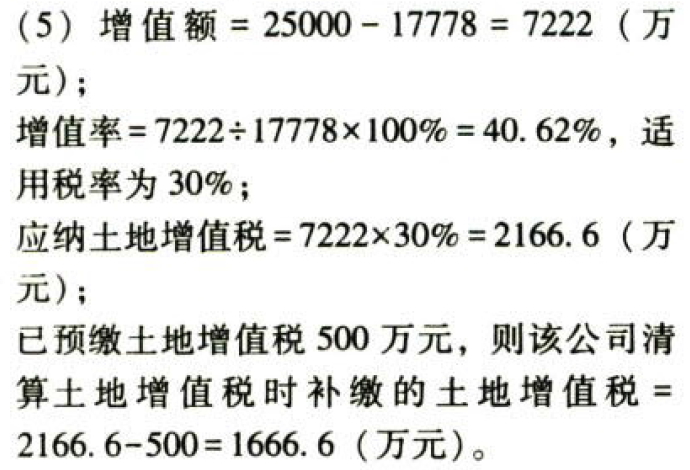 (5) 增值额 = 25000 - 17778 = 7222 (万
元);
增值率 = 7222÷17778×100% = 40.62%, 适
用税率为 30%;
应纳土地增值税 = 7222×30% = 2166.6 (万
元);
已预缴土地增值税 500 万元, 则该公司清
算土地增值税时补缴的土地增值税 =
2166.6-500 = 1666.6 (万元)。